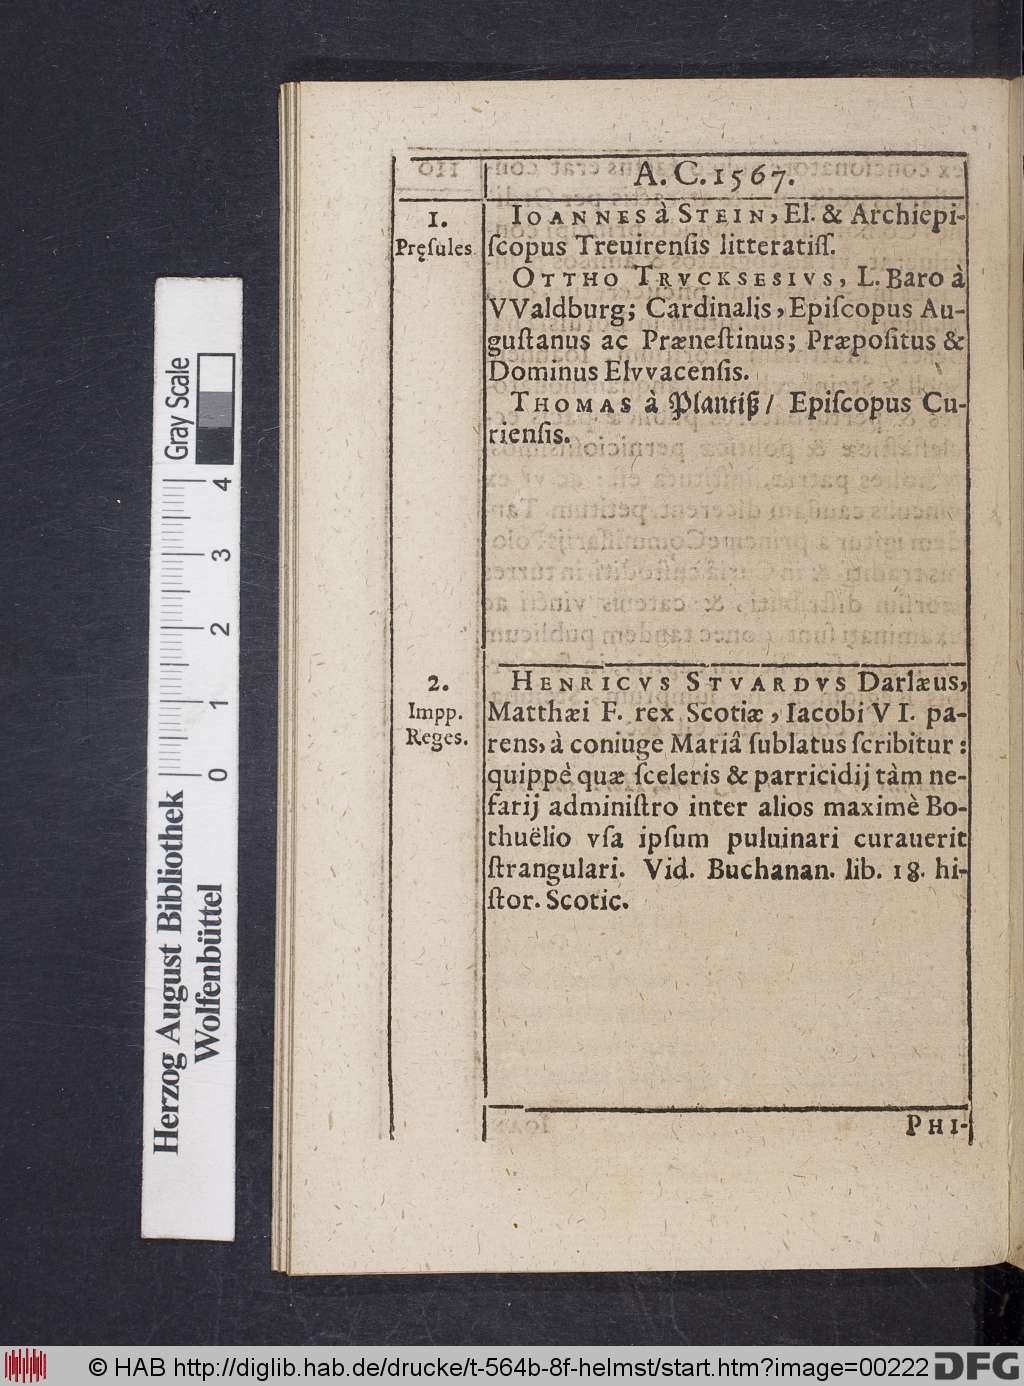 A. C. 1567.
1.
Pręsules
IOANNES à STEIN, El. & Archiepi-
ſcopus Treuirenſis litteratiſſ.
OTTHO TRVCKSESIVS, L. Baro à
VValdburg; Cardinalis, Epiſcopus Au-
guſtanus ac Præneſtinus; Præpoſitus &
Dominus Elvvacenſis.
THOMAS à Plantiß / Epiſcopus Cu-
rienſis.
2.
Impp.
Reges.
HENRICVS STVARDVS Darlæus,
Matthæi F. rex Scotiæ, Iacobi VI. pa-
rens, à coniuge Mariâ ſublatus ſcribitur:
quippè quæ ſceleris & parricidij tàm ne-
farij adminiſtro inter alios maximè Bo-
thuëlio vſa ipſum puluinari curauerit
ſtrangulari. Vid. Buchanan. lib. 18. hi-
ſtor. Scotic.
PHI-
Gray Scale
4
3
2
1
0
Herzog August Bibliothek
Wolfenbüttel
© HAB http://diglib.hab.de/drucke/t-564b-8f-helmst/start.htm?image=00222
DFG